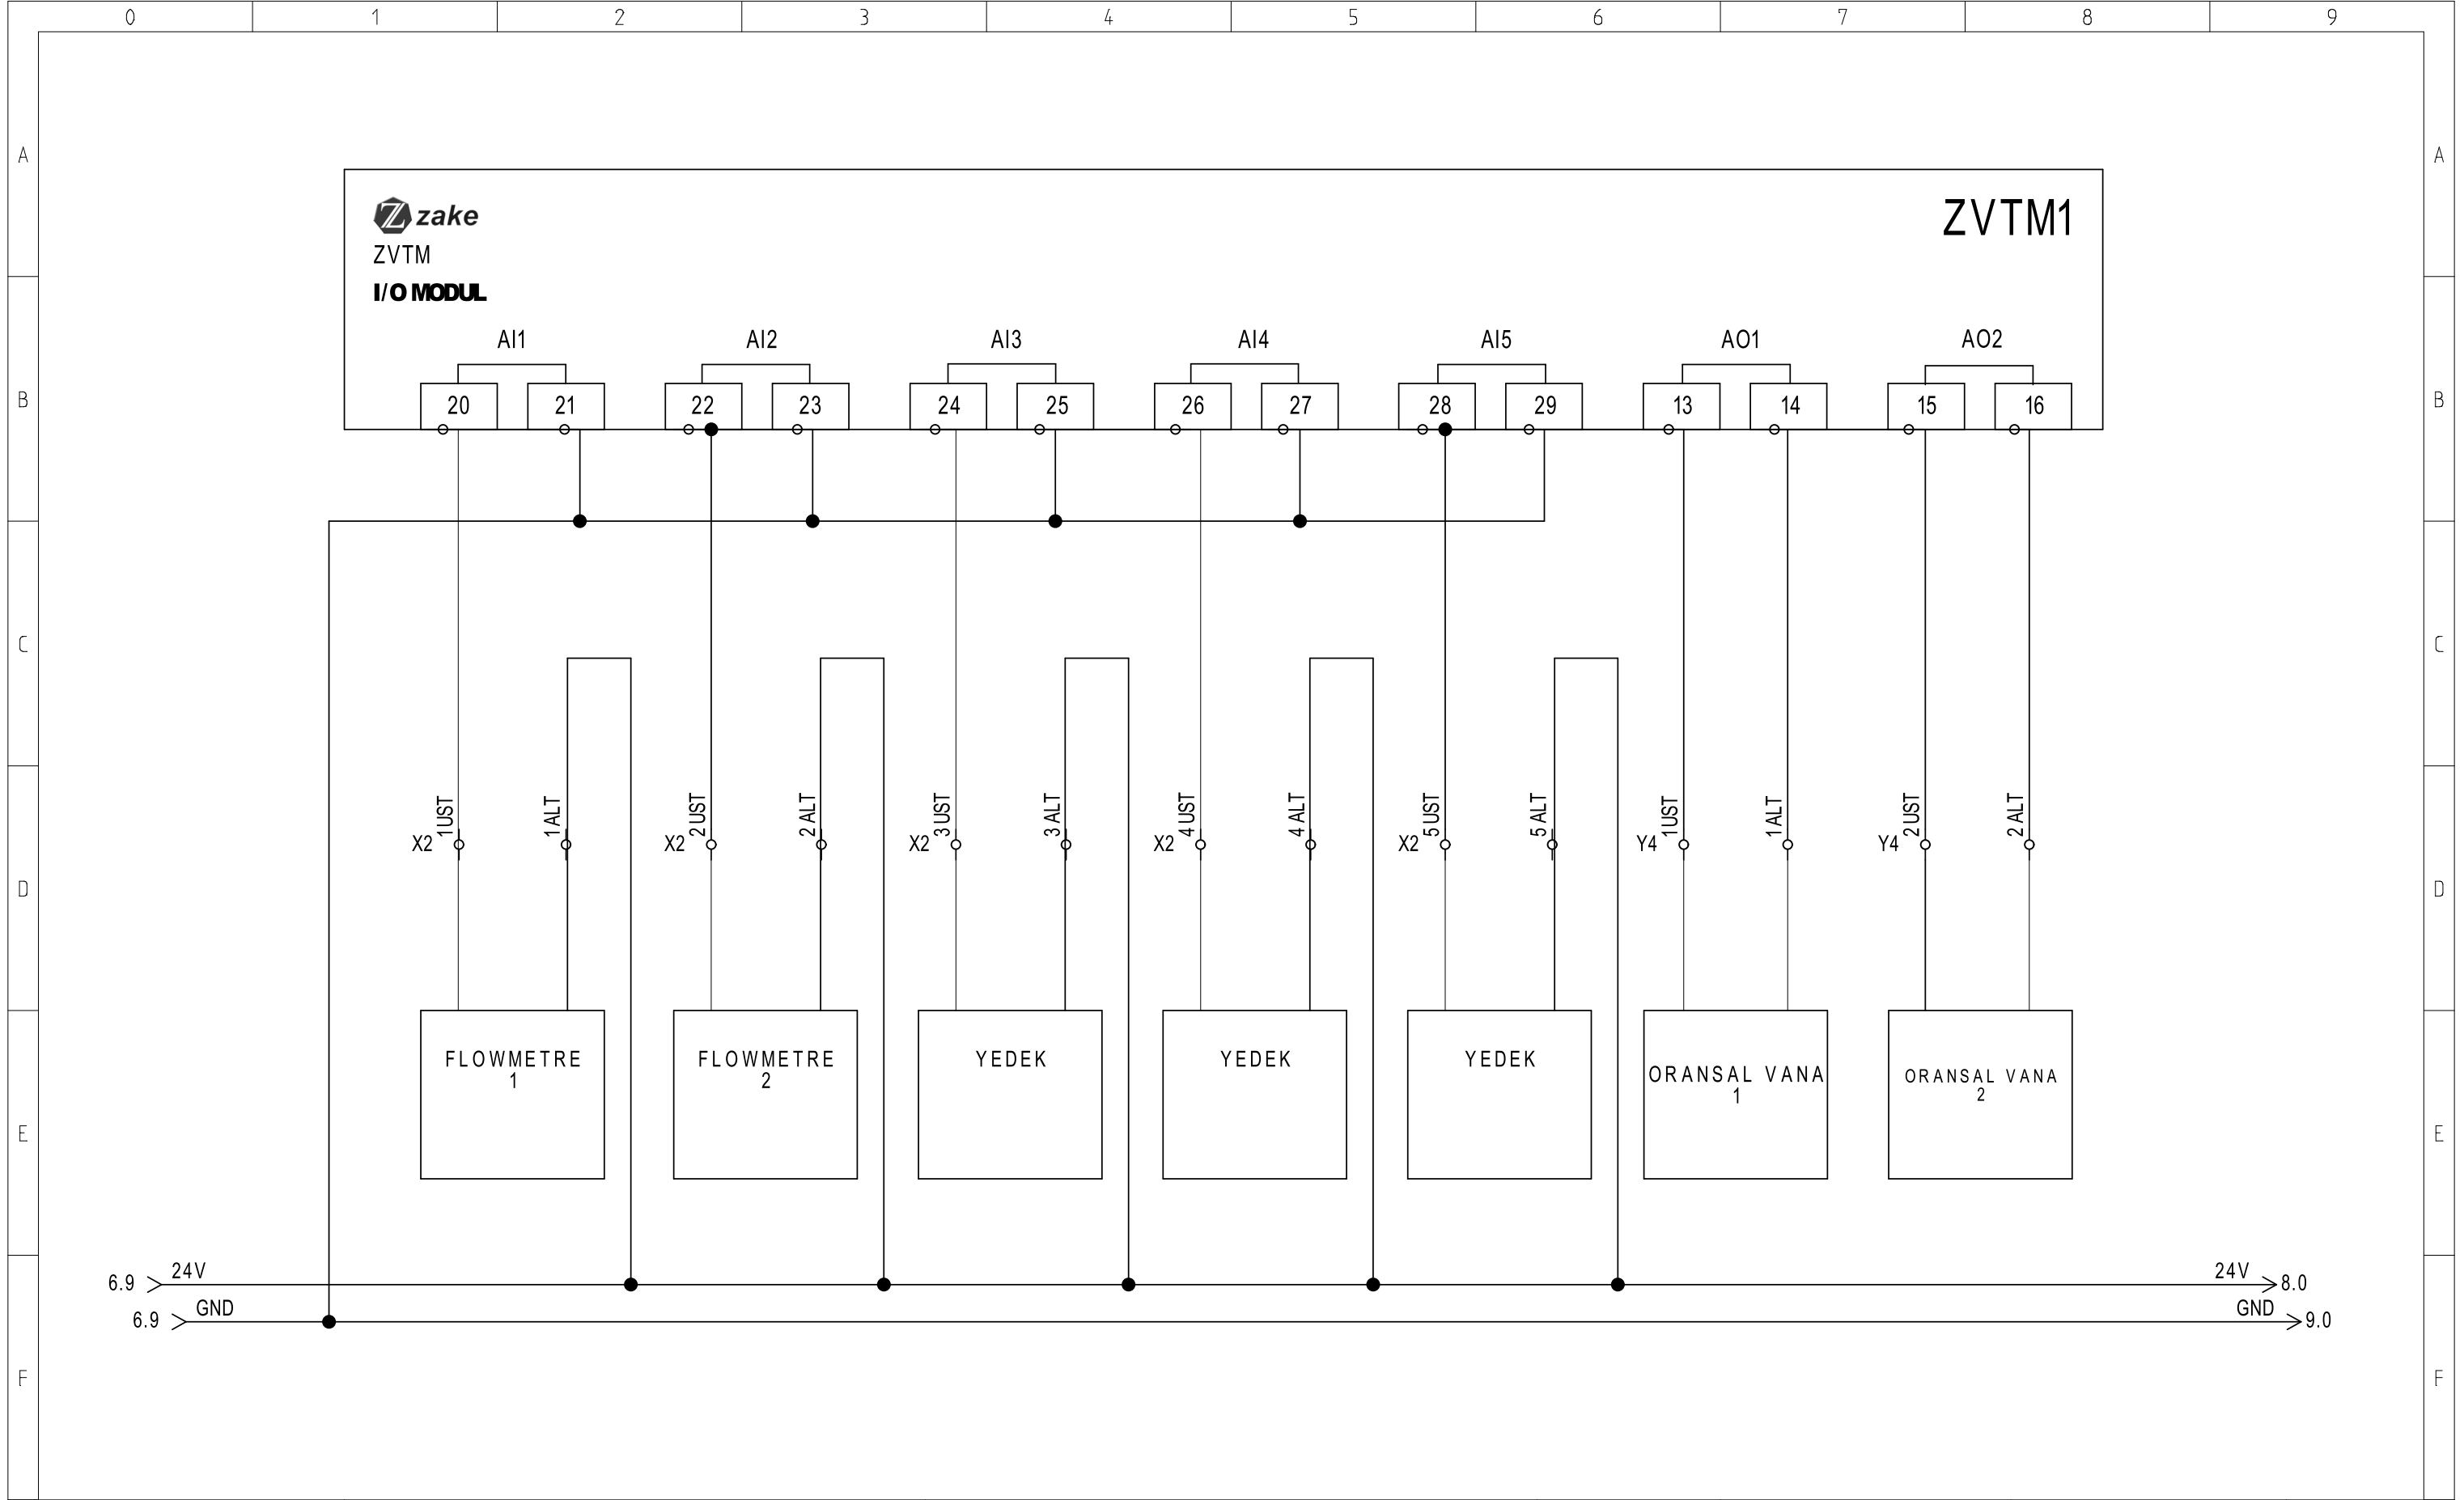 0 1 2 3 4 5 6 7 8 9
A A
zake
ZVTM1
ZVTM
I/O MODUL
AI1 AI2 AI3 AI4 AI5 AO1 AO2
B 20 21 22 23 24 25 26 27 28 29 13 14 15 16 B
C C
X2 1UST 1ALT X2 2UST 2ALT X2 3UST 3ALT X2 4UST 4ALT X2 5UST 5ALT Y4 1UST 1ALT Y4 2UST 2ALT
D D
FLOWMETRE FLOWMETRE YEDEK YEDEK YEDEK ORANSAL VANA ORANSAL VANA
1 2 1 2
E E
6.9 24V 24V 8.0
6.9 GND GND 9.0
F F